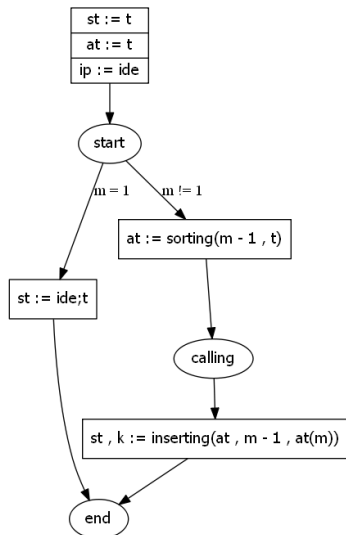 st := t
at := t
ip := ide
start
m = 1
m != 1
at := sorting(m - 1 , t)
st := ide;t
calling
st , k := inserting(at , m - 1 , at(m))
end